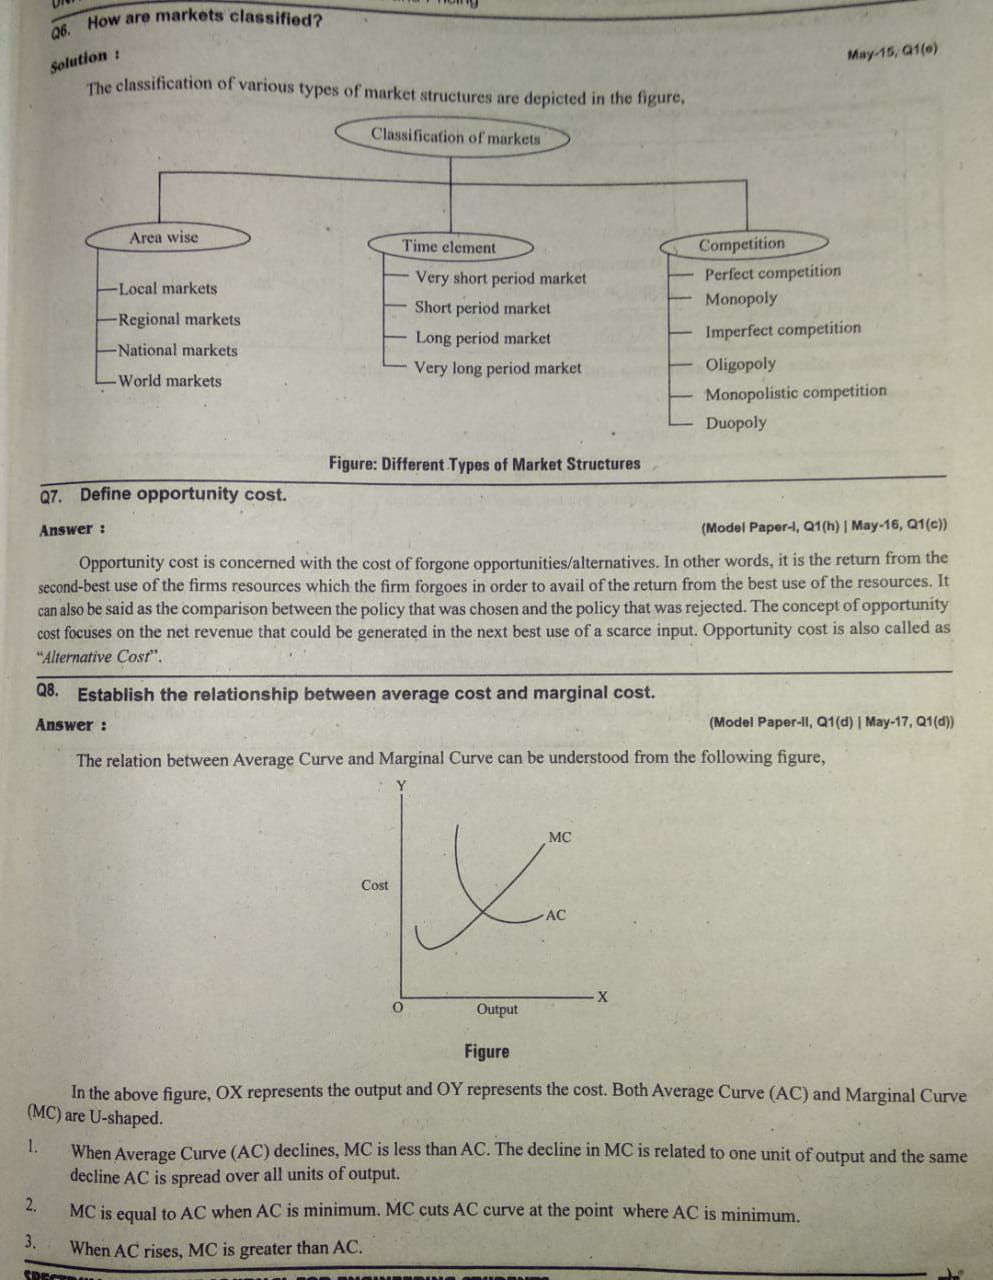 Q6. How are markets classified?
Solution :
May-15, Q1(e)
The classification of various types of market structures are depicted in the figure,
Classification of markets
Area wise
Local markets
Regional markets
National markets
World markets
Time element
Very short period market
Short period market
Long period market
Very long period market
Competition
Perfect competition
Monopoly
Imperfect competition
Oligopoly
Monopolistic competition
Duopoly
Figure: Different Types of Market Structures
Q7. Define opportunity cost.
Answer :
(Model Paper-I, Q1(h) | May-16, Q1(c))
Opportunity cost is concerned with the cost of forgone opportunities/alternatives. In other words, it is the return from the
second-best use of the firms resources which the firm forgoes in order to avail of the return from the best use of the resources. It
can also be said as the comparison between the policy that was chosen and the policy that was rejected. The concept of opportunity
cost focuses on the net revenue that could be generated in the next best use of a scarce input. Opportunity cost is also called as
“Alternative Cost”.
Q8. Establish the relationship between average cost and marginal cost.
Answer :
(Model Paper-II, Q1(d) | May-17, Q1(d))
The relation between Average Curve and Marginal Curve can be understood from the following figure,
Y
MC
Cost
AC
X
O
Output
Figure
In the above figure, OX represents the output and OY represents the cost. Both Average Curve (AC) and Marginal Curve
(MC) are U-shaped.
1. When Average Curve (AC) declines, MC is less than AC. The decline in MC is related to one unit of output and the same
decline AC is spread over all units of output.
2. MC is equal to AC when AC is minimum. MC cuts AC curve at the point where AC is minimum.
3. When AC rises, MC is greater than AC.